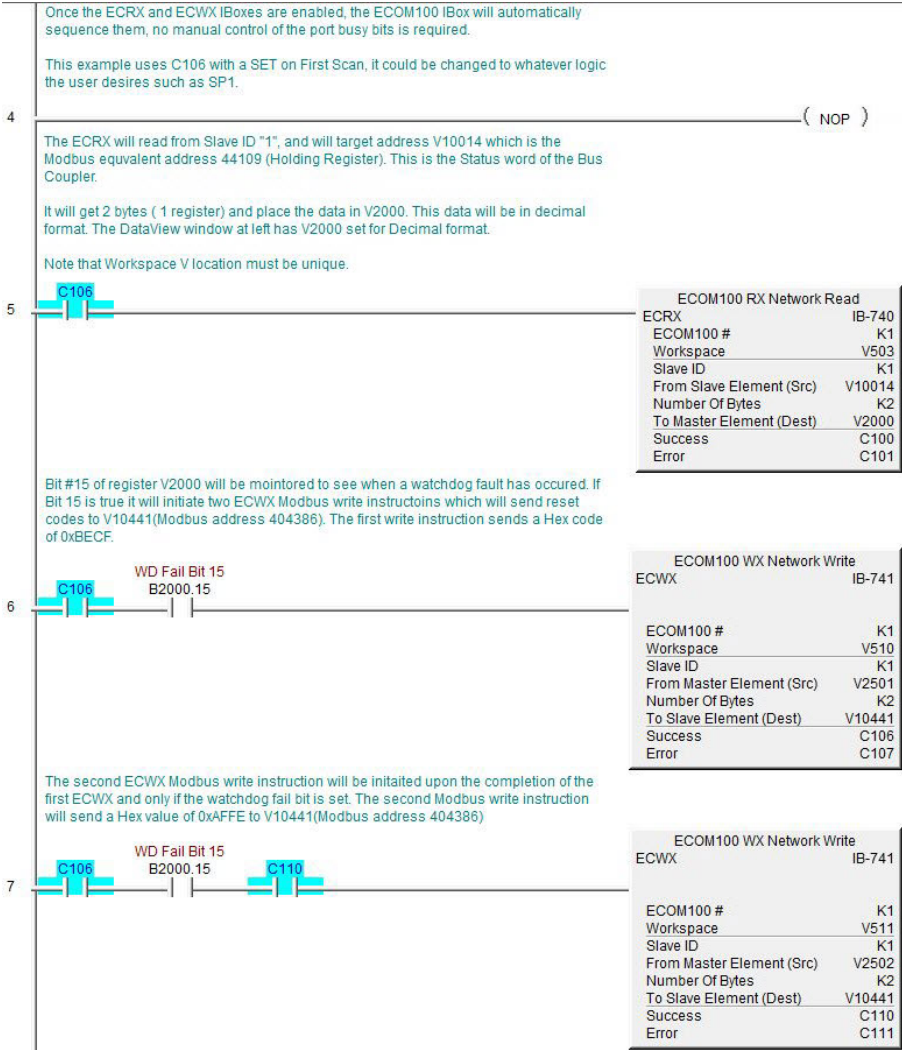 Once the ECRX and ECWX IBoxes are enabled, the ECOM100 IBox will automatically
sequence them, no manual control of the port busy bits is required.
This example uses C106 with a SET on First Scan, it could be changed to whatever logic
the user desires such as SP1.
4
( NOP )
The ECRX will read from Slave ID "1", and will target address V10014 which is the
Modbus equvalent address 44109 (Holding Register). This is the Status word of the Bus
Coupler.
It will get 2 bytes ( 1 register) and place the data in V2000. This data will be in decimal
format. The DataView window at left has V2000 set for Decimal format.
Note that Workspace V location must be unique.
5
C106
ECOM100 RX Network Read
ECRX IB-740
ECOM100 # K1
Workspace V503
Slave ID K1
From Slave Element (Src) V10014
Number Of Bytes K2
To Master Element (Dest) V2000
Success C100
Error C101
Bit #15 of register V2000 will be mointored to see when a watchdog fault has occured. If
Bit 15 is true it will initiate two ECWX Modbus write instructoins which will send reset
codes to V10441(Modbus address 404386). The first write instruction sends a Hex code
of 0xBECF.
6
C106
WD Fail Bit 15
B2000.15
ECOM100 WX Network Write
ECWX IB-741
ECOM100 # K1
Workspace V510
Slave ID K1
From Master Element (Src) V2501
Number Of Bytes K2
To Slave Element (Dest) V10441
Success C106
Error C107
The second ECWX Modbus write instruction will be initaited upon the completion of the
first ECWX and only if the watchdog fail bit is set. The second Modbus write instruction
will send a Hex value of 0xAFFE to V10441(Modbus address 404386)
7
C106
WD Fail Bit 15
B2000.15
C110
ECOM100 WX Network Write
ECWX IB-741
ECOM100 # K1
Workspace V511
Slave ID K1
From Master Element (Src) V2502
Number Of Bytes K2
To Slave Element (Dest) V10441
Success C110
Error C111